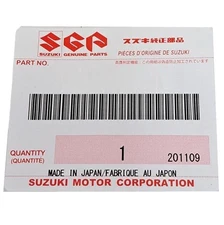 SGP スズキ純正部品
SUZUKI GENUINE PARTS PIÈCES D'ORIGINE DE SUZUKI
PART NO.
QUANTITY
(QUANTITÉ) 1 201109
MADE IN JAPAN/FABRIQUE AU JAPON
SUZUKI MOTOR CORPORATION